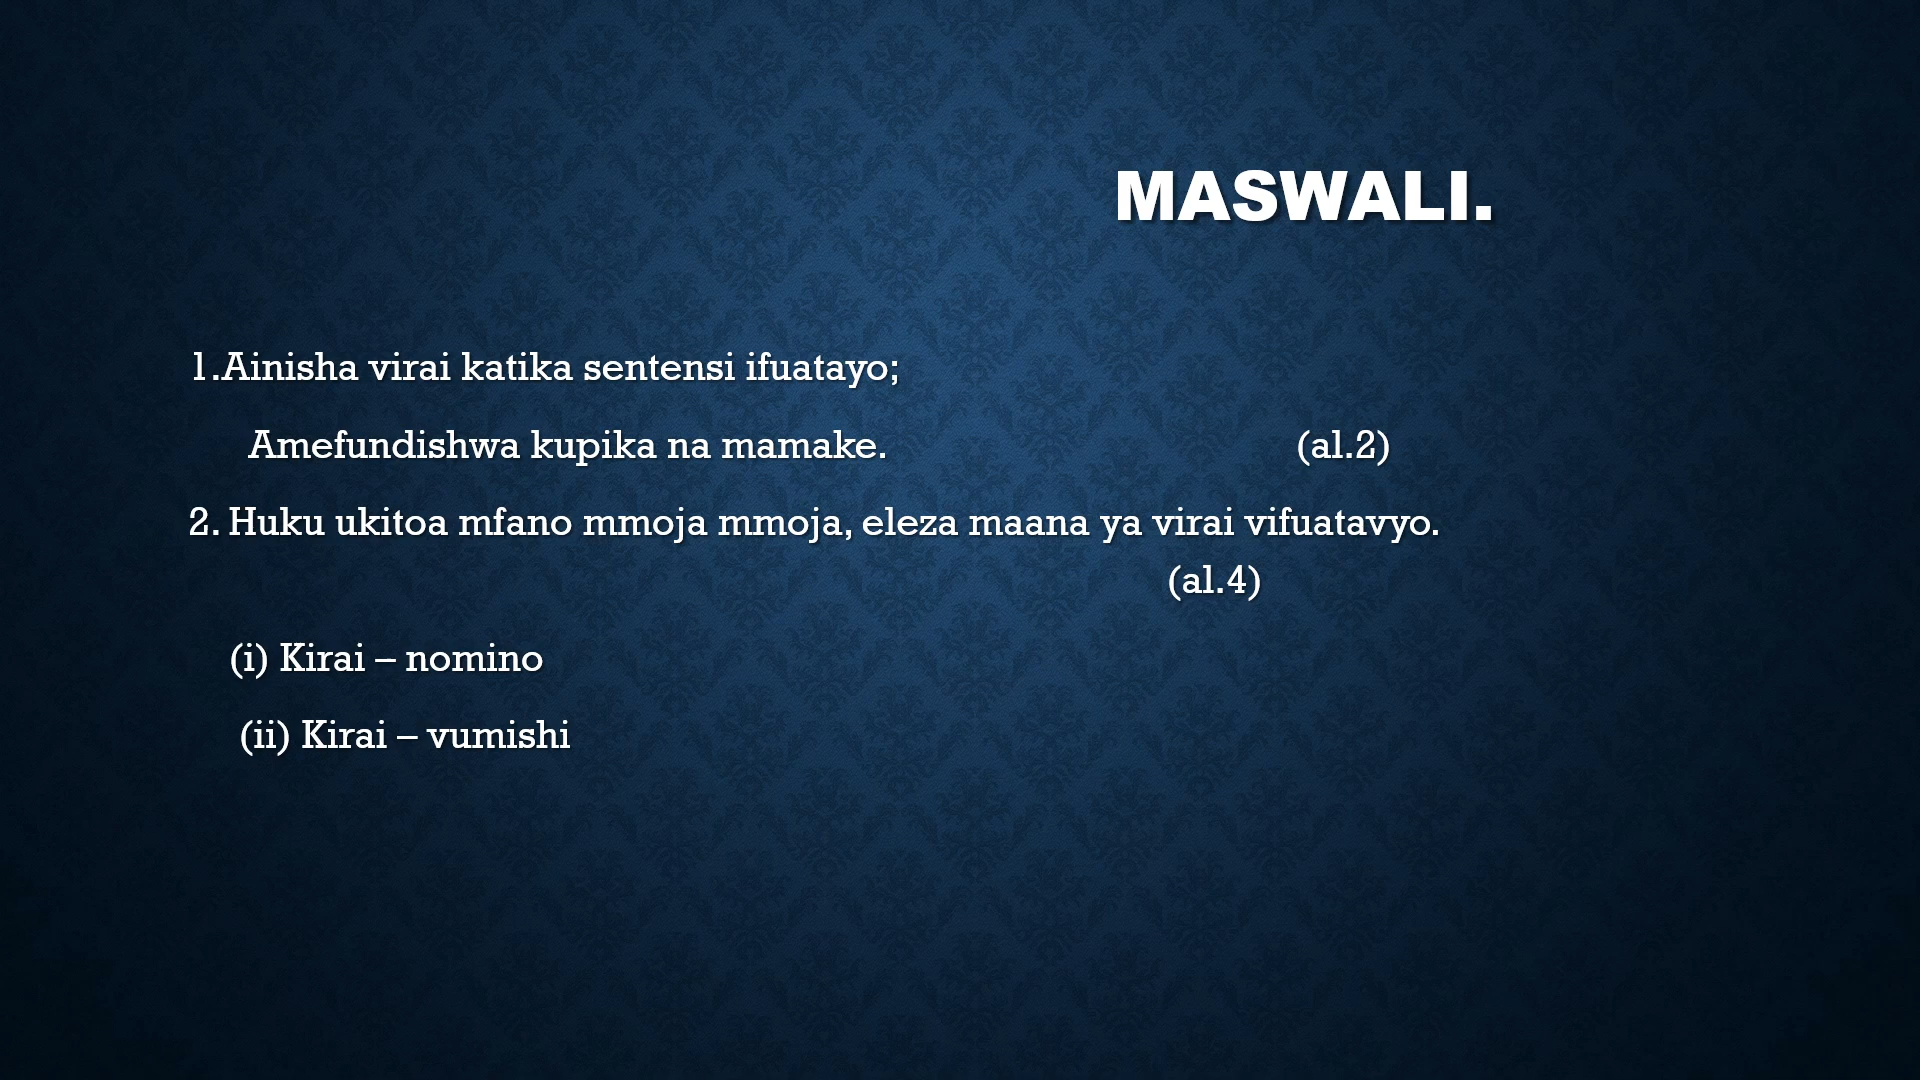 MASWALI.
1.Ainisha virai katika sentensi ifuatayo;
Amefundishwa kupika na mamake. (al.2)
2. Huku ukitoa mfano mmoja mmoja, eleza maana ya virai vifuatavyo.
(al.4)
(i) Kirai – nomino
(ii) Kirai – vumishi